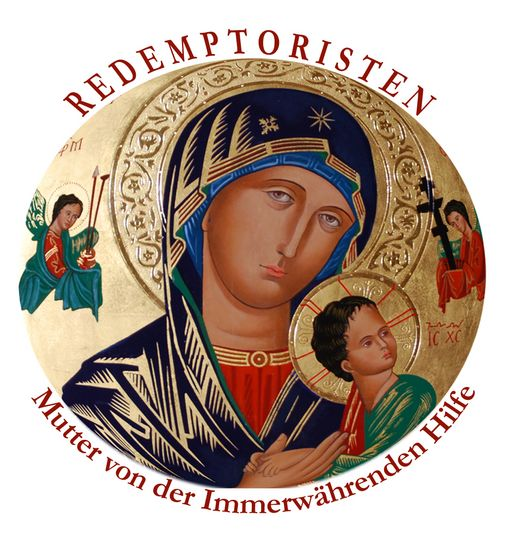 REDEMPTORISTEN
IC XC
Mutter von der Immerwährenden Hilfe